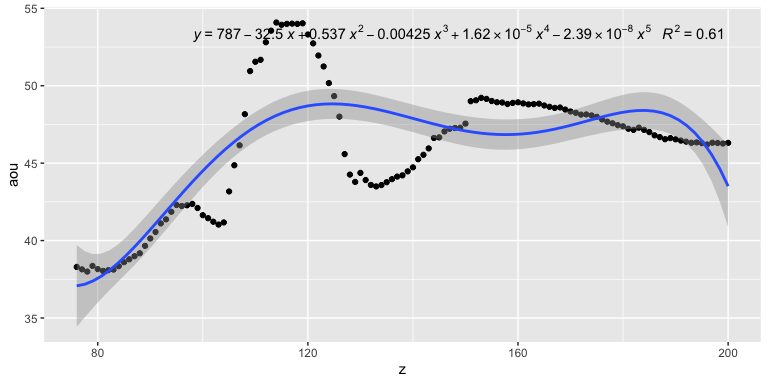 55
y = 787 − 32.5 x + 0.537 x² − 0.00425 x³ + 1.62 × 10⁻⁵ x⁴ − 2.39 × 10⁻⁸ x⁵ R² = 0.61
50
45
40
35
aou
80 120 160 200
z